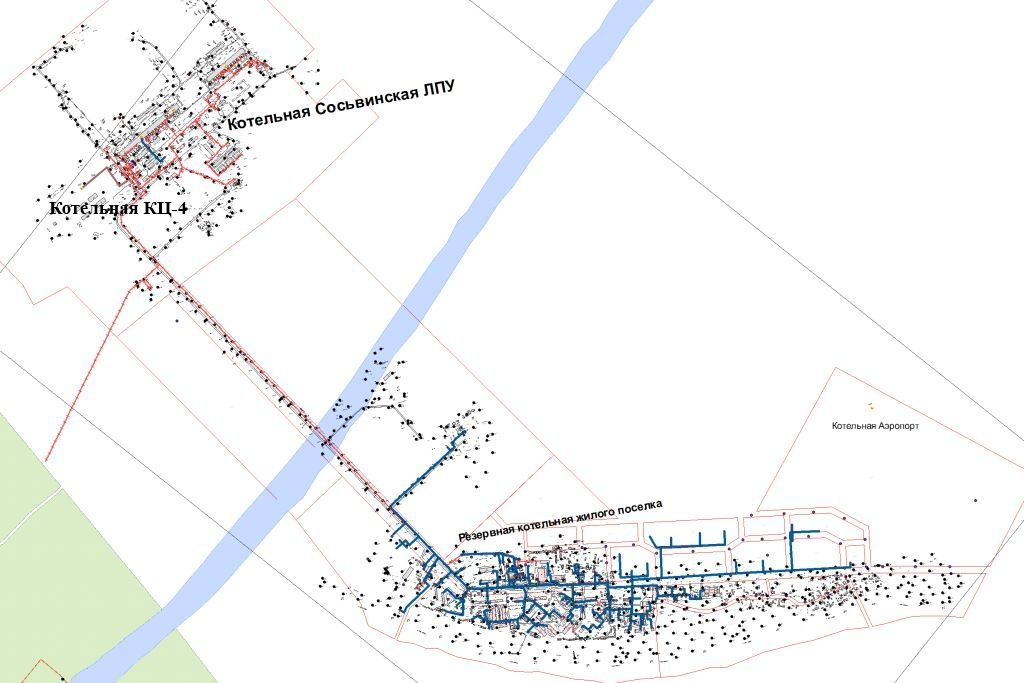 Котельная Сосьвинская ЛПУ
Котельная КЦ-4
Котельная Аэропорт
Резервная котельная жилого поселка